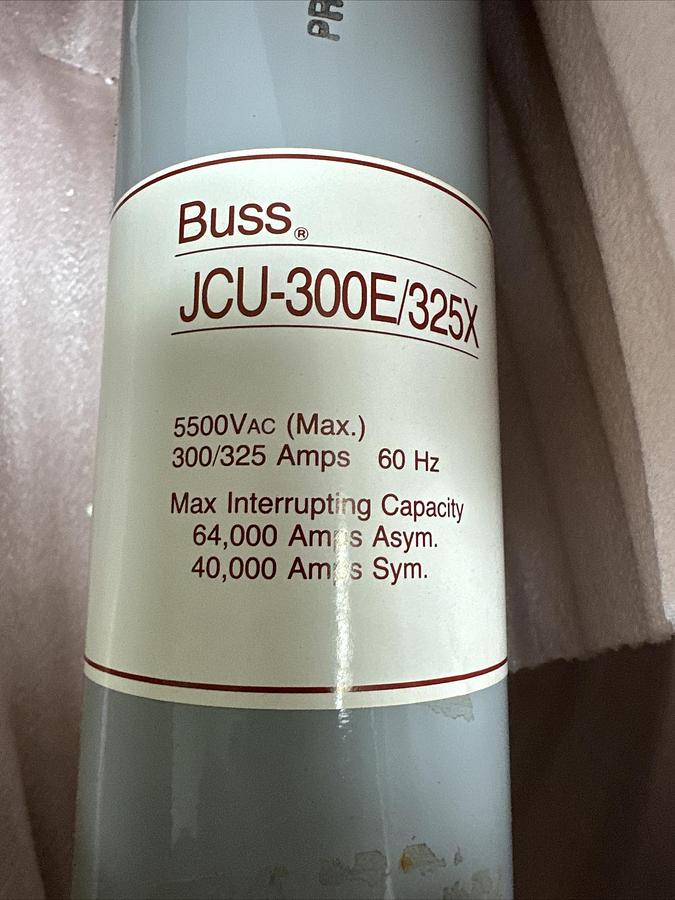 PR
Buss®
JCU-300E/325X
5500VAC (Max.)
300/325 Amps 60 Hz
Max Interrupting Capacity
64,000 Amps Asym.
40,000 Amps Sym.